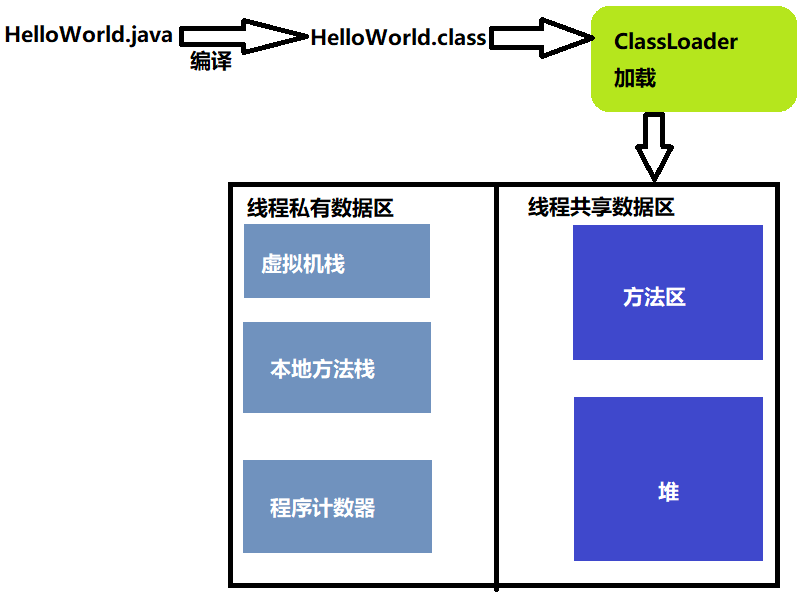 HelloWorld.java
编译
HelloWorld.class
ClassLoader
加载
线程私有数据区
虚拟机栈
本地方法栈
程序计数器
线程共享数据区
方法区
堆